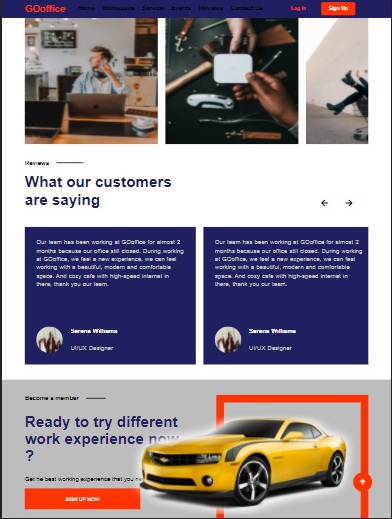 GOoffice Home Workspace Service Events Reviews Contact Us Log in Sign Up
Reviews
What our customers
are saying
Our team has been working at GOoffice for almost 2
months because our office still closed. During working
at GOoffice, we feel a new experience, we can feel
working with a beautiful, modern and comfortable
space. And cozy cafe with high-speed internet in
there, thank you our team.
Serena Williams
UI/UX Designer
Our team has been working at GOoffice for almost 2
months because our office still closed. During working
at GOoffice, we feel a new experience, we can feel
working with a beautiful, modern and comfortable
space. And cozy cafe with high-speed internet in
there, thank you our team.
Serena Williams
UI/UX Designer
Become a member
Ready to try different
work experience now
?
Get he best working experience that you
SIGN UP NOW